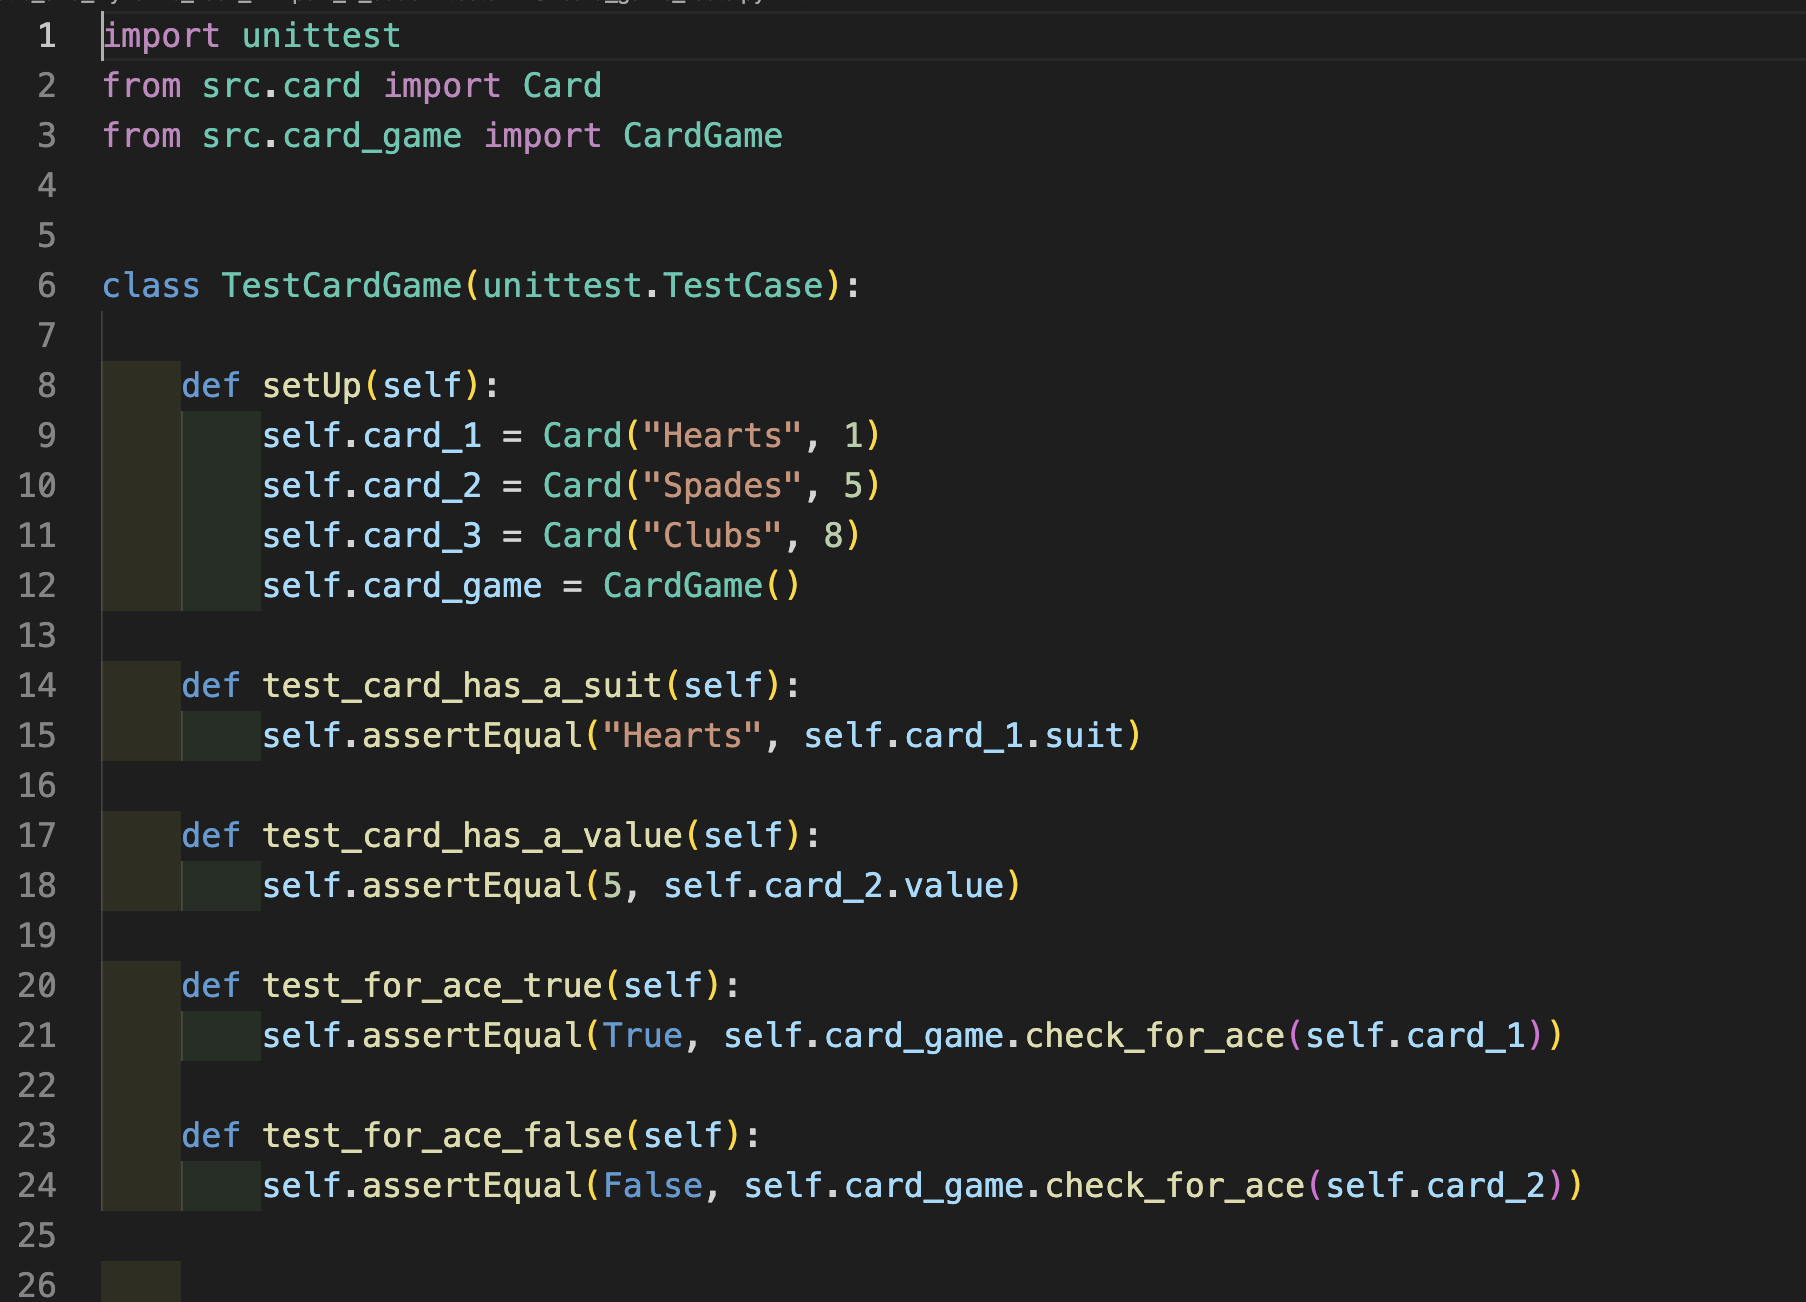 1 import unittest
2 from src.card import Card
3 from src.card_game import CardGame
4
5
6 class TestCardGame(unittest.TestCase):
7
8     def setUp(self):
9         self.card_1 = Card("Hearts", 1)
10         self.card_2 = Card("Spades", 5)
11         self.card_3 = Card("Clubs", 8)
12         self.card_game = CardGame()
13
14     def test_card_has_a_suit(self):
15         self.assertEqual("Hearts", self.card_1.suit)
16
17     def test_card_has_a_value(self):
18         self.assertEqual(5, self.card_2.value)
19
20     def test_for_ace_true(self):
21         self.assertEqual(True, self.card_game.check_for_ace(self.card_1))
22
23     def test_for_ace_false(self):
24         self.assertEqual(False, self.card_game.check_for_ace(self.card_2))
25
26